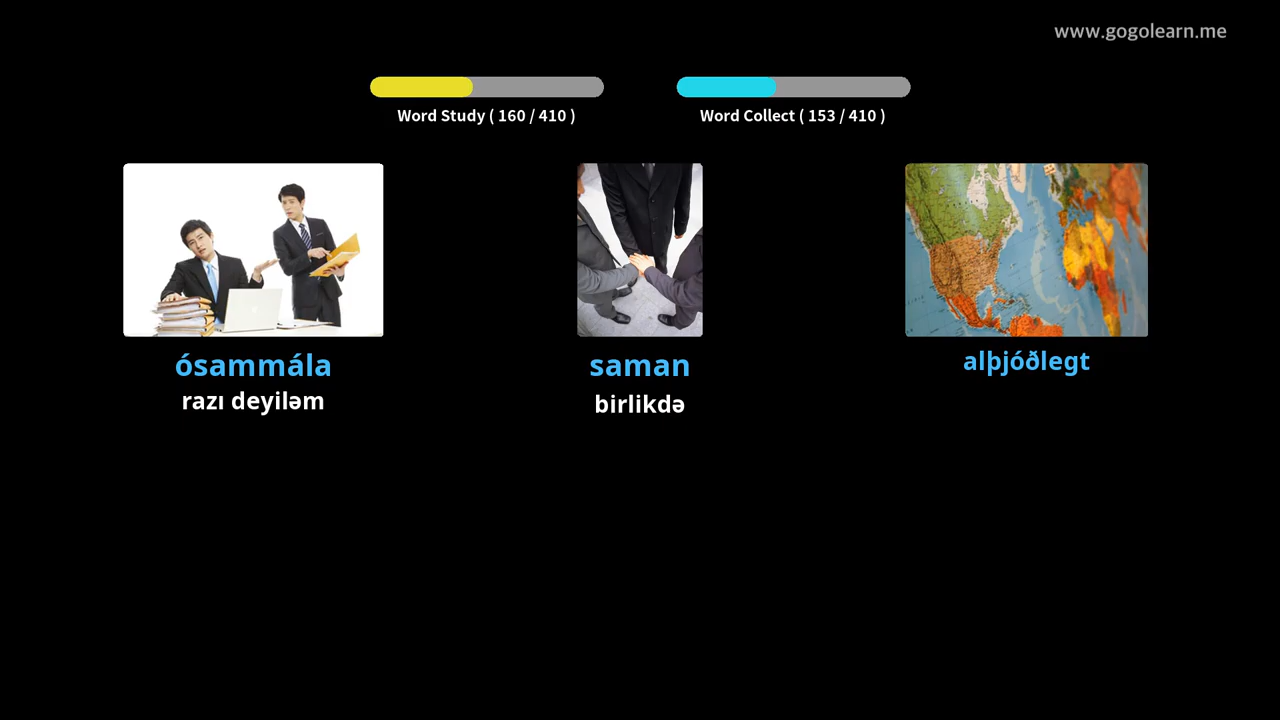 www.gogolearn.me
Word Study ( 160 / 410 )
Word Collect ( 153 / 410 )
ósammála
razı deyiləm
saman
birlikdə
alþjóðlegt